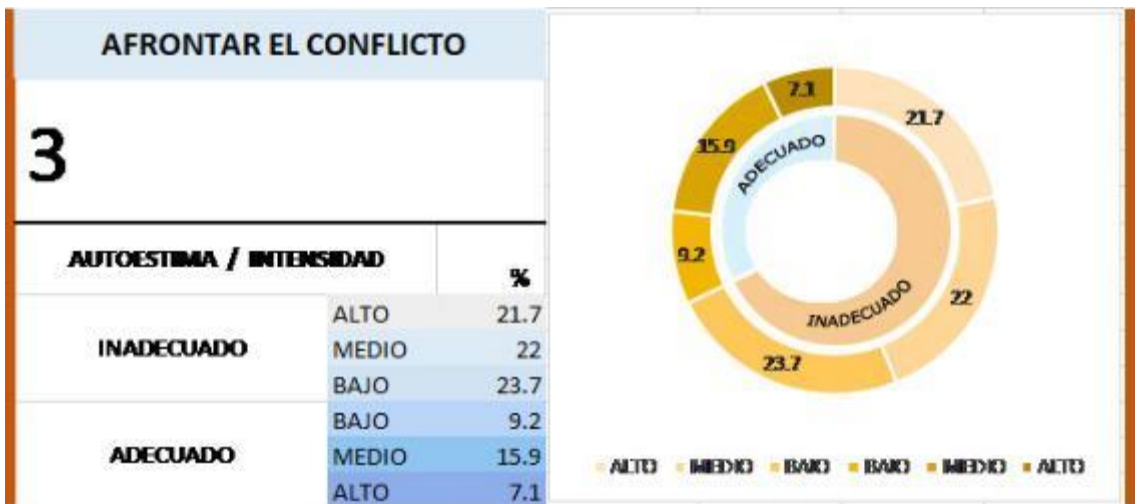 AFRONTAR EL CONFLICTO
3
AUTOESTIMA / INTENSIDAD %
INADECUADO
ALTO 21.7
MEDIO 22
BAJO 23.7
ADECUADO
BAJO 9.2
MEDIO 15.9
ALTO 7.1
7.1
21.7
15.9
ADECUADO
9.2
22
INADECUADO
23.7
ALTO MEDIO BAJO BAJO MEDIO ALTO